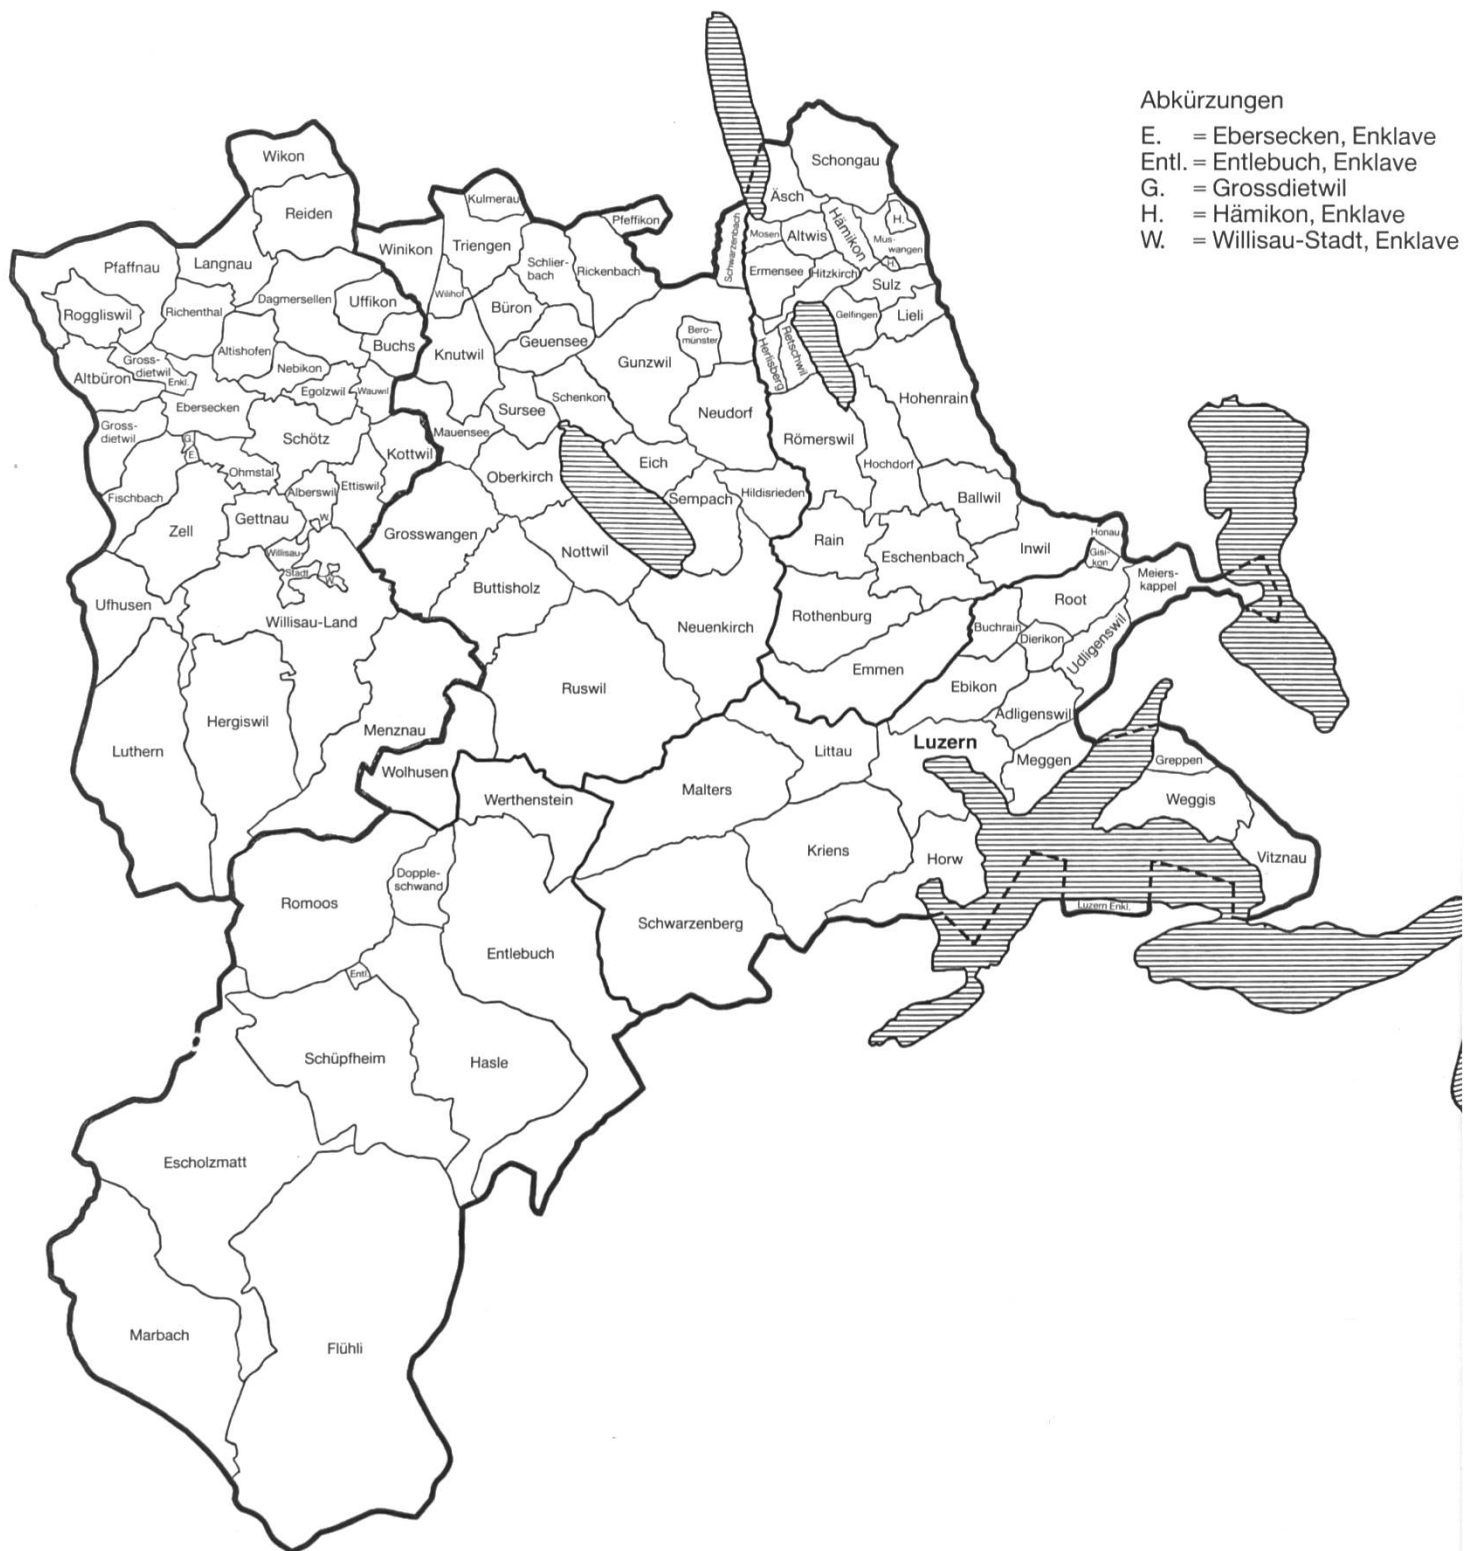 Abkürzungen
E. = Ebersecken, Enklave
Entl. = Entlebuch, Enklave
G. = Grossdietwil
H. = Hämikon, Enklave
W. = Willisau-Stadt, Enklave
Wikon
Reiden
Pfaffnau
Langnau
Roggliswil
Richenthal
Dagmersellen
Uffikon
Altishofen
Buchs
Gross-
dietwil
Enkl.
Altbüron
Nebikon
Egolzwil
Wauwil
Ebersecken
Gross-
dietwil
G.
E.
Schötz
Kottwil
Ohmstal
Fischbach
Alberswil
Ettiswil
Zell
Gettnau
W.
Willisau-
Stadt
W.
Ufhusen
Willisau-Land
Hergiswil
Luthern
Menznau
Winikon
Kulmerau
Triengen
Wilihof
Schlier-
bach
Rickenbach
Pfeffikon
Büron
Geuensee
Knutwil
Gunzwil
Bero-
münster
Schwarzenbach
Schenkon
Sursee
Neudorf
Mauensee
Oberkirch
Eich
Sempach
Hildisrieden
Grosswangen
Nottwil
Buttisholz
Neuenkirch
Ruswil
Wolhusen
Schongau
Äsch
Mosen
Altwis
Hämikon
H.
Mus-
wangen
H.
Ermensee
Hitzkirch
Sulz
Gelfingen
Lieli
Herlisberg
Retschwil
Hohenrain
Römerswil
Hochdorf
Ballwil
Rain
Eschenbach
Inwil
Rothenburg
Emmen
Honau
Gisi-
kon
Meiers-
kappel
Root
Buchrain
Dierikon
Udligenswil
Ebikon
Adligenswil
Luzern
Littau
Meggen
Greppen
Weggis
Vitznau
Malters
Kriens
Horw
Luzern Enkl.
Schwarzenberg
Werthenstein
Romoos
Dopple-
schwand
Entlebuch
Entl.
Schüpfheim
Hasle
Escholzmatt
Marbach
Flühli